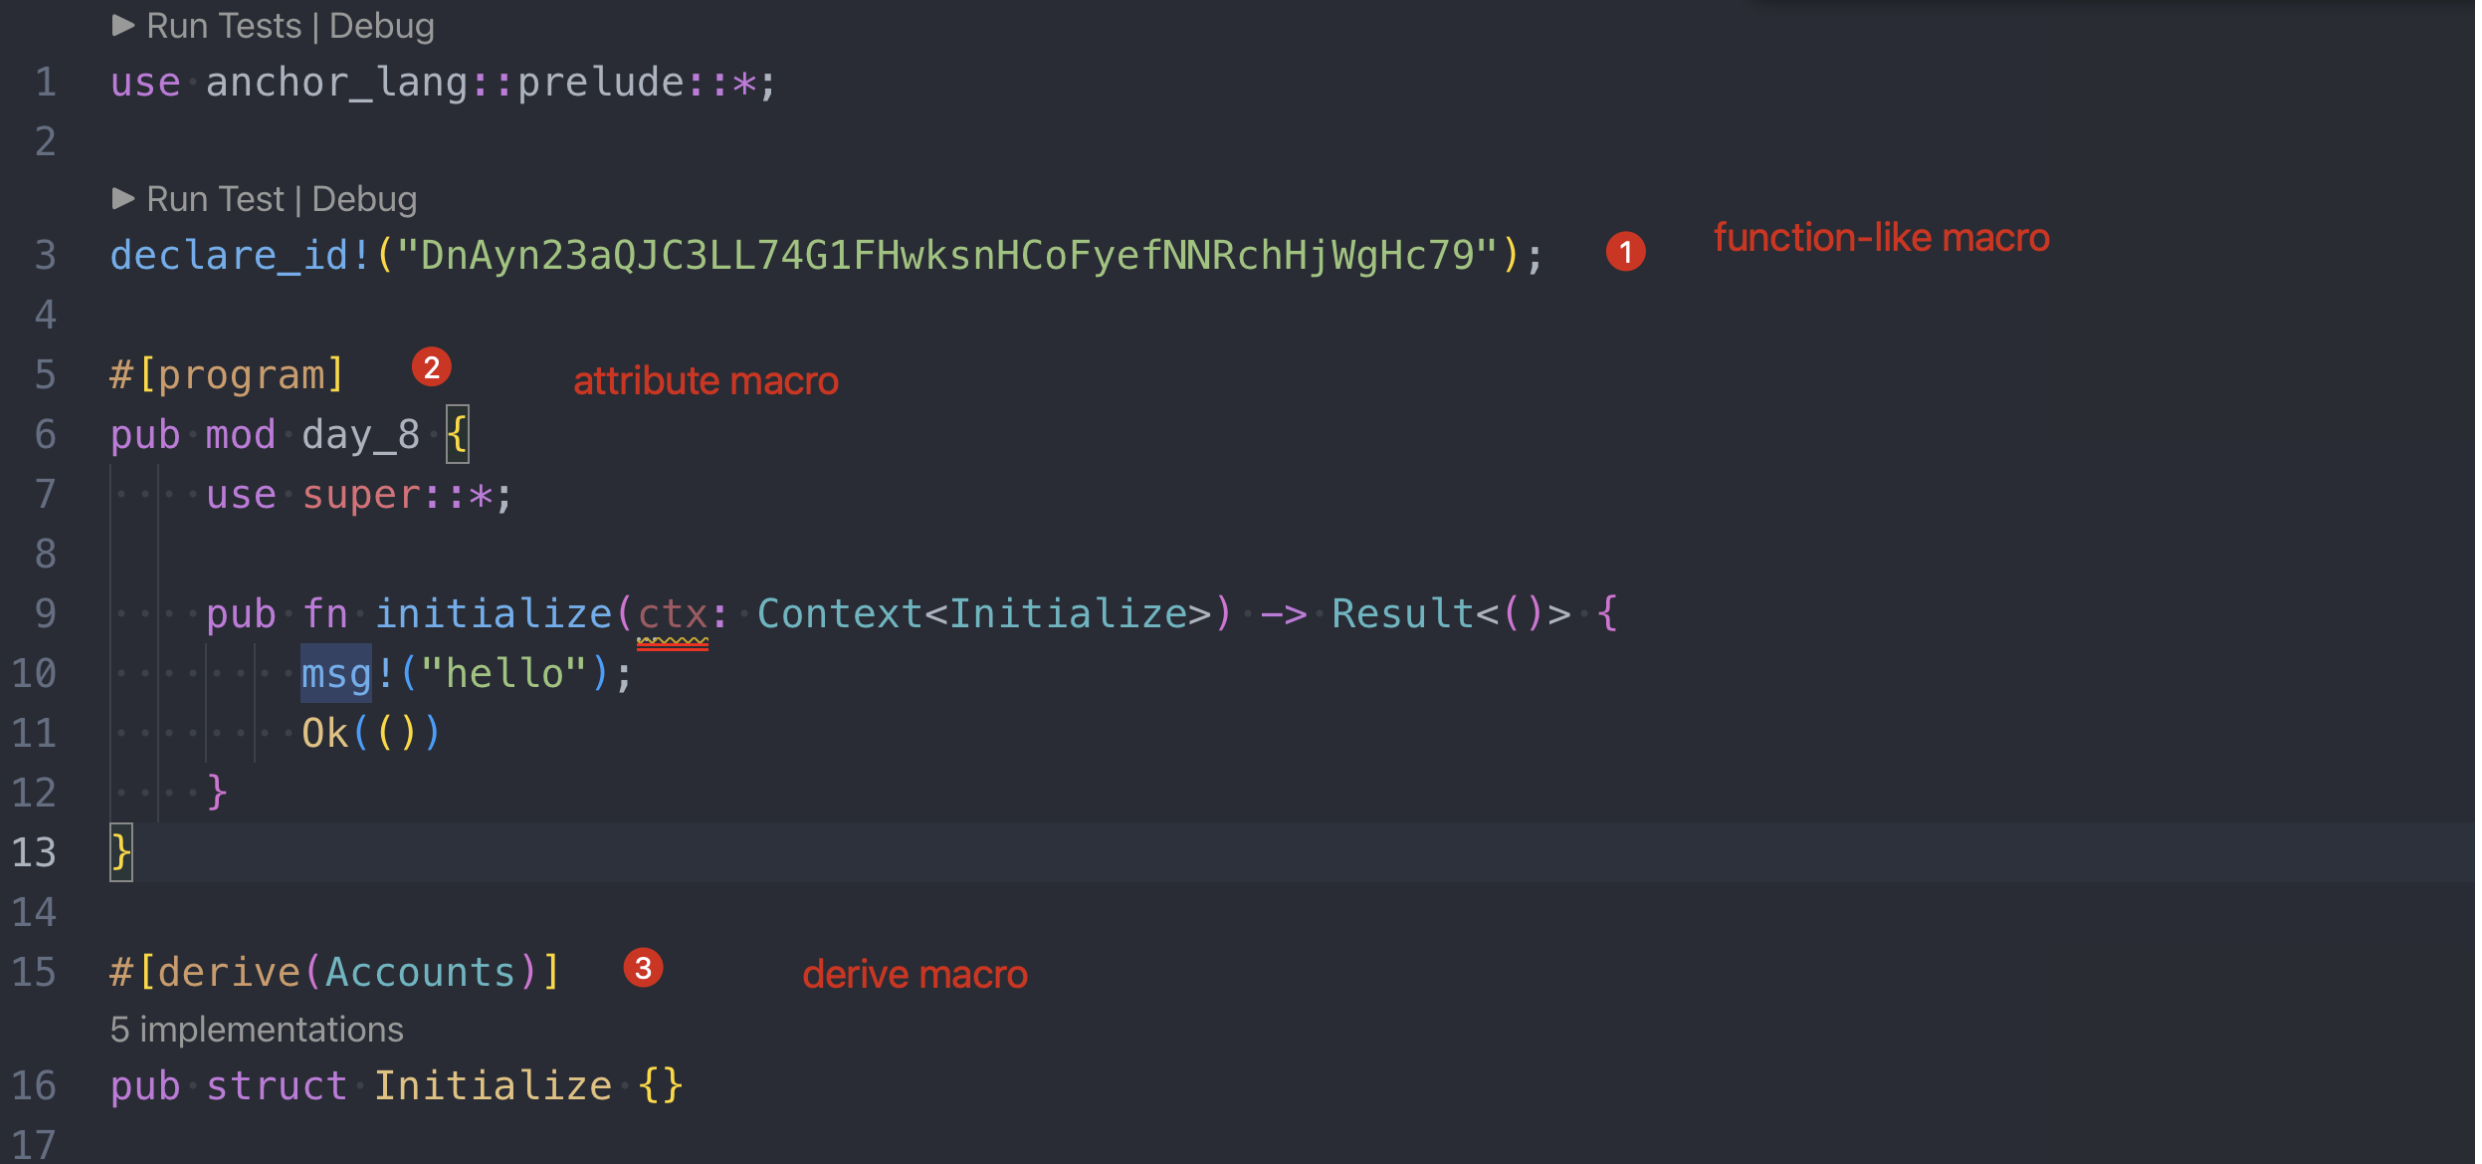 Run Tests | Debug
1 use anchor_lang::prelude::*;
2
Run Test | Debug
3 declare_id!("DnAyn23aQJC3LL74G1FHwksnHCoFyefNNRchHjWgHc79"); 1 function-like macro
4
5 #[program] 2 attribute macro
6 pub mod day_8 {
7     use super::*;
8
9     pub fn initialize(ctx: Context<Initialize>) -> Result<()> {
10         msg!("hello");
11         Ok(())
12     }
13 }
14
15 #[derive(Accounts)] 3 derive macro
5 implementations
16 pub struct Initialize {}
17